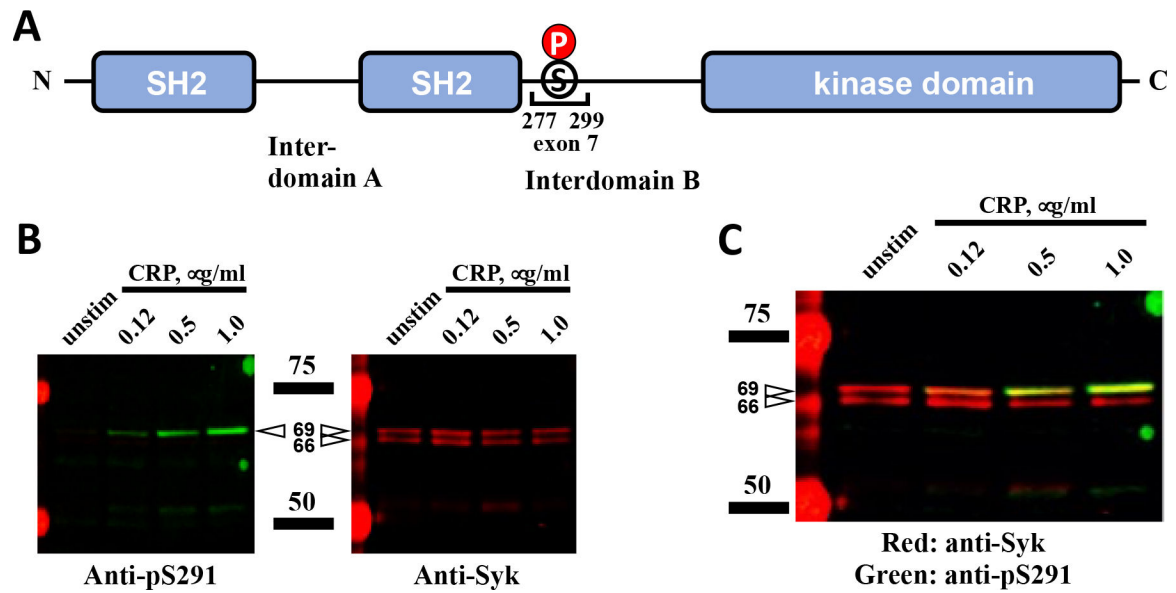 A
P
N
SH2
SH2
S
kinase domain
C
277 299
exon 7
Inter-
domain A
Interdomain B
B
CRP, ∝g/ml
unstim
0.12
0.5
1.0
75
69
66
50
Anti-pS291
CRP, ∝g/ml
unstim
0.12
0.5
1.0
Anti-Syk
C
CRP, ∝g/ml
unstim
0.12
0.5
1.0
75
69
66
50
Red: anti-Syk
Green: anti-pS291